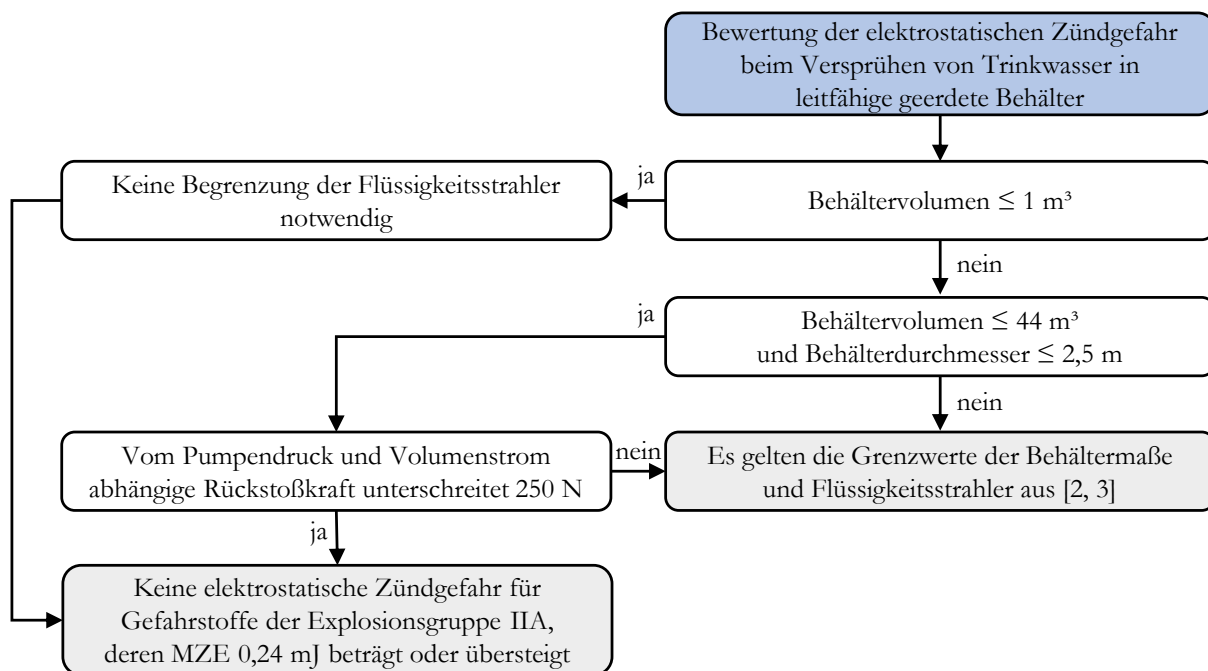 Bewertung der elektrostatischen Zündgefahr
beim Versprühen von Trinkwasser in
leitfähige geerdete Behälter
Keine Begrenzung der Flüssigkeitsstrahler
notwendig
ja
Behältervolumen ≤ 1 m³
nein
ja
Behältervolumen ≤ 44 m³
und Behälterdurchmesser ≤ 2,5 m
nein
Vom Pumpendruck und Volumenstrom
abhängige Rückstoßkraft unterschreitet 250 N
nein
Es gelten die Grenzwerte der Behältermaße
und Flüssigkeitsstrahler aus [2, 3]
ja
Keine elektrostatische Zündgefahr für
Gefahrstoffe der Explosionsgruppe IIA,
deren MZE 0,24 mJ beträgt oder übersteigt